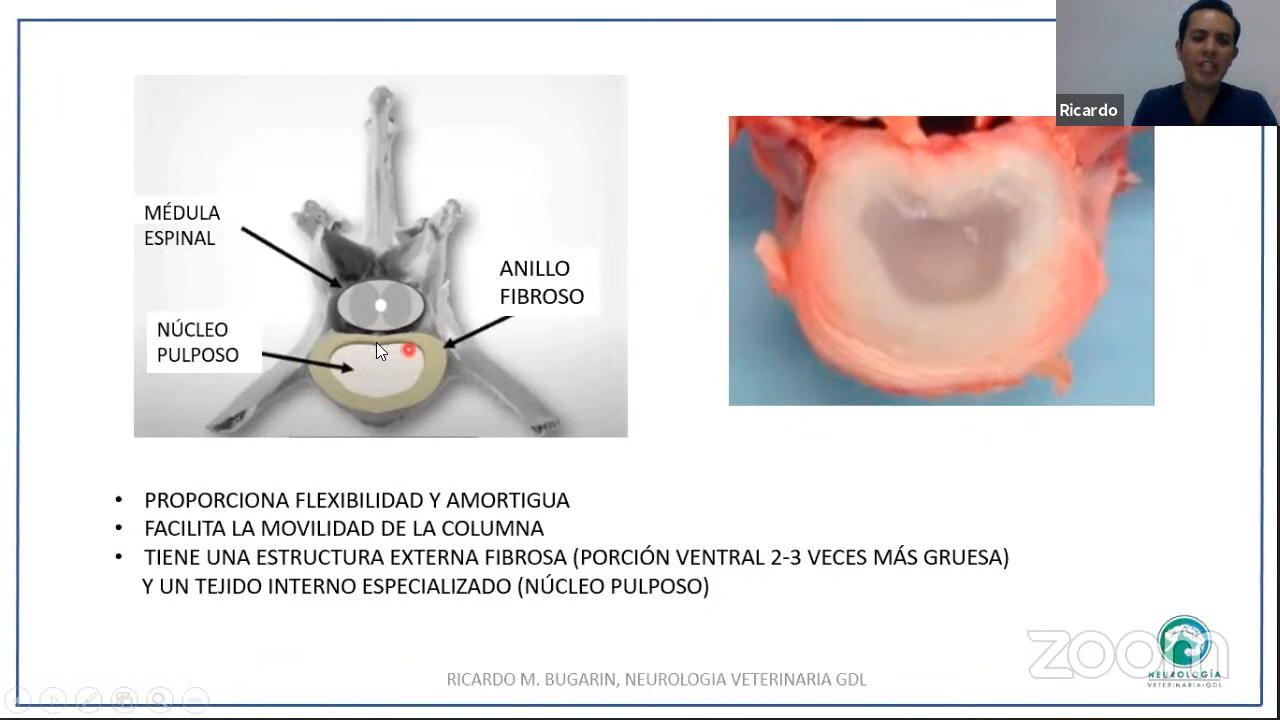 Ricardo
MÉDULA
ESPINAL
ANILLO
FIBROSO
NÚCLEO
PULPOSO
• PROPORCIONA FLEXIBILIDAD Y AMORTIGUA
• FACILITA LA MOVILIDAD DE LA COLUMNA
• TIENE UNA ESTRUCTURA EXTERNA FIBROSA (PORCIÓN VENTRAL 2-3 VECES MÁS GRUESA)
Y UN TEJIDO INTERNO ESPECIALIZADO (NÚCLEO PULPOSO)
zoom
NEUROLOGÍA
VETERINARIA·GDL
RICARDO M. BUGARIN, NEUROLOGIA VETERINARIA GDL